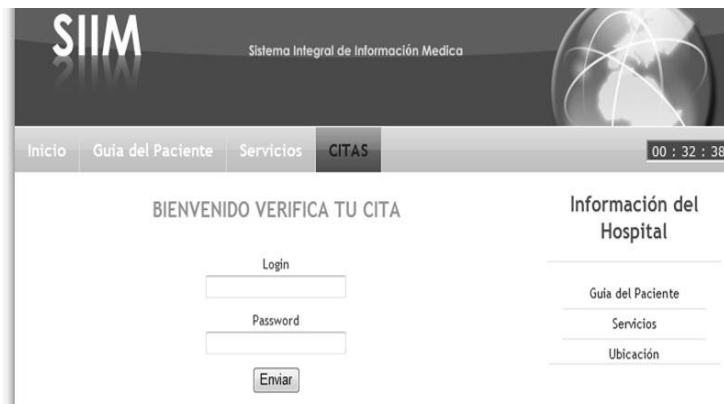 SIIM
Sistema Integral de Información Medica
Inicio Guia del Paciente Servicios CITAS
00 : 32 : 38
BIENVENIDO VERIFICA TU CITA
Login
Password
Enviar
Información del
Hospital
Guia del Paciente
Servicios
Ubicación